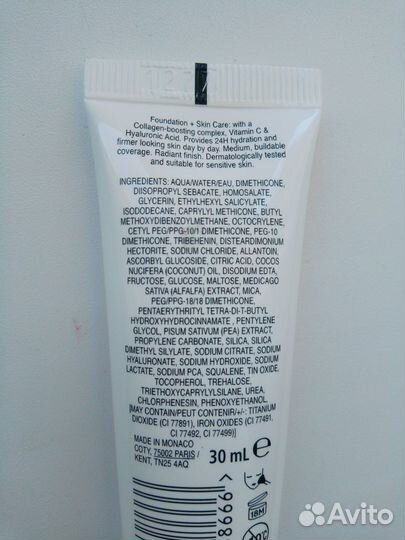 1217
Foundation + Skin Care: with a
Collagen-boosting complex, Vitamin C &
Hyaluronic Acid. Provides 24H hydration and
firmer looking skin day by day. Medium, buildable
coverage. Radiant finish. Dermatologically tested
and suitable for sensitive skin.
INGREDIENTS: AQUA/WATER/EAU, DIMETHICONE,
DIISOPROPYL SEBACATE, HOMOSALATE,
GLYCERIN, ETHYLHEXYL SALICYLATE,
ISODODECANE, CAPRYLYL METHICONE, BUTYL
METHOXYDIBENZOYLMETHANE, OCTOCRYLENE,
CETYL PEG/PPG-10/1 DIMETHICONE, PEG-10
DIMETHICONE, TRIBEHENIN, DISTEARDIMONIUM
HECTORITE, SODIUM CHLORIDE, ALLANTOIN,
ASCORBYL GLUCOSIDE, CITRIC ACID, COCOS
NUCIFERA (COCONUT) OIL, DISODIUM EDTA,
FRUCTOSE, GLUCOSE, MALTOSE, MEDICAGO
SATIVA (ALFALFA) EXTRACT, MICA,
PEG/PPG-18/18 DIMETHICONE,
PENTAERYTHRITYL TETRA-DI-T-BUTYL
HYDROXYHYDROCINNAMATE, PENTYLENE
GLYCOL, PISUM SATIVUM (PEA) EXTRACT,
PROPYLENE CARBONATE, SILICA, SILICA
DIMETHYL SILYLATE, SODIUM CITRATE, SODIUM
HYALURONATE, SODIUM HYDROXIDE, SODIUM
LACTATE, SODIUM PCA, SQUALENE, TIN OXIDE,
TOCOPHEROL, TREHALOSE,
TRIETHOXYCAPRYLYLSILANE, UREA,
CHLORPHENESIN, PHENOXYETHANOL,
[MAY CONTAIN/PEUT CONTENIR/+/-: TITANIUM
DIOXIDE (CI 77891), IRON OXIDES (CI 77491,
CI 77492, CI 77499)]
MADE IN MONACO
COTY, 75002 PARIS /
KENT, TN25 4AQ
30 mL e
18M
8666>
Avito